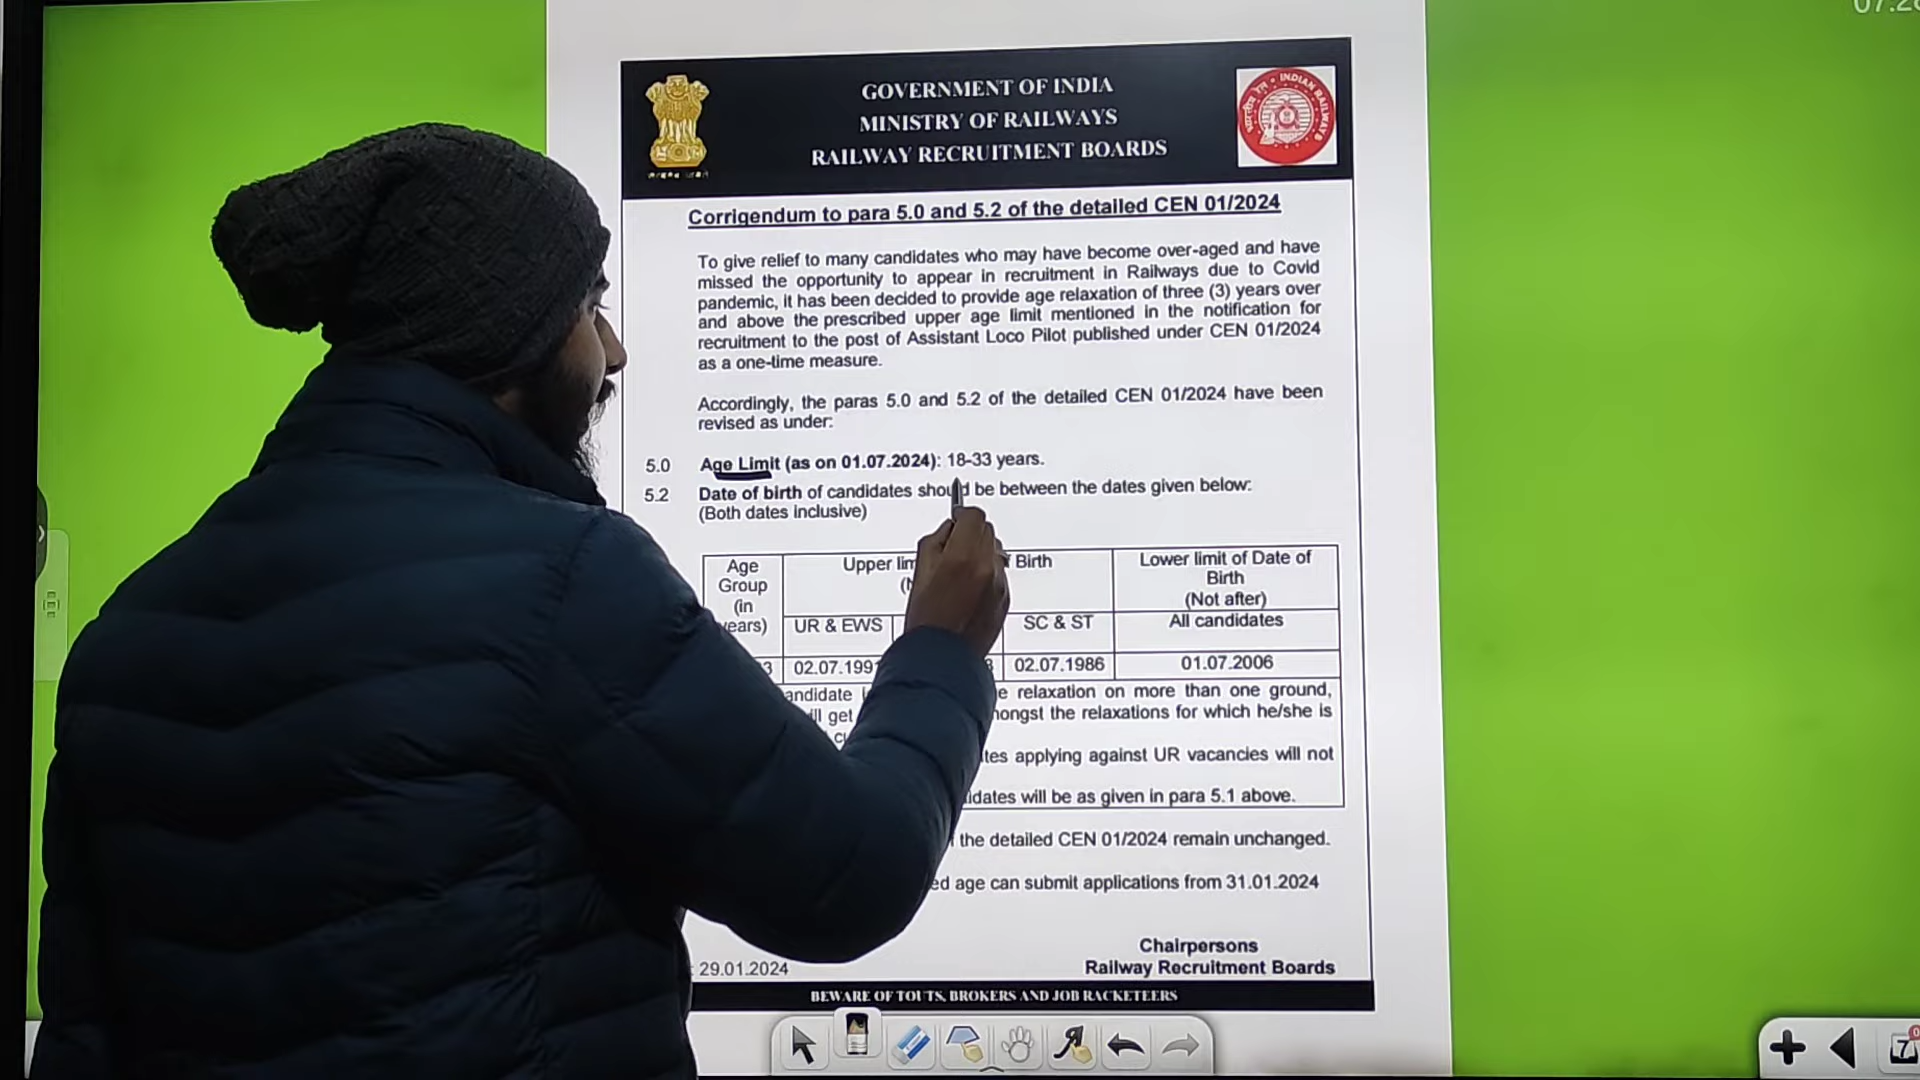 07:28
GOVERNMENT OF INDIA
MINISTRY OF RAILWAYS
RAILWAY RECRUITMENT BOARDS
INDIAN RAILWAYS
भारतीय रेल
Corrigendum to para 5.0 and 5.2 of the detailed CEN 01/2024
To give relief to many candidates who may have become over-aged and have
missed the opportunity to appear in recruitment in Railways due to Covid
pandemic, it has been decided to provide age relaxation of three (3) years over
and above the prescribed upper age limit mentioned in the notification for
recruitment to the post of Assistant Loco Pilot published under CEN 01/2024
as a one-time measure.
Accordingly, the paras 5.0 and 5.2 of the detailed CEN 01/2024 have been
revised as under:
5.0 Age Limit (as on 01.07.2024): 18-33 years.
5.2 Date of birth of candidates should be between the dates given below:
(Both dates inclusive)
Age Group (in years)
Upper Birth
Lower limit of Date of Birth (Not after)
UR & EWS SC & ST All candidates
02.07.1991 02.07.1986 01.07.2006
relaxation on more than one ground,
get the relaxations for which he/she is
applying against UR vacancies will not
will be as given in para 5.1 above.
the detailed CEN 01/2024 remain unchanged.
age can submit applications from 31.01.2024
Chairpersons
29.01.2024 Railway Recruitment Boards
BEWARE OF TOUTS, BROKERS AND JOB RACKETEERS
7